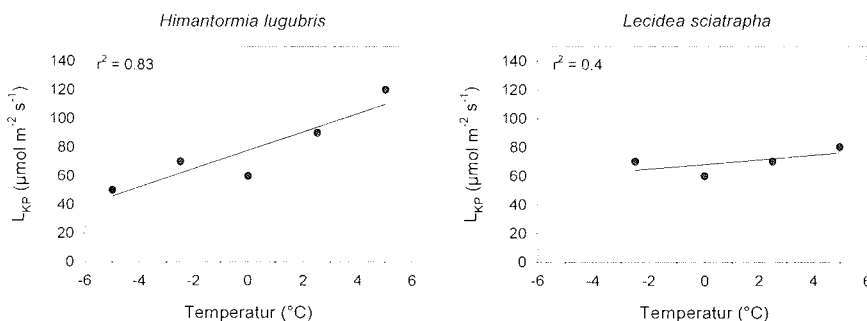 Himantormia lugubris
r² = 0.83
L_KP (µmol m⁻² s⁻¹)
140
120
100
80
60
40
20
0
-6 -4 -2 0 2 4 6
Temperatur (°C)
Lecidea sciatrapha
r² = 0.4
L_KP (µmol m⁻² s⁻¹)
140
120
100
80
60
40
20
0
-6 -4 -2 0 2 4 6
Temperatur (°C)